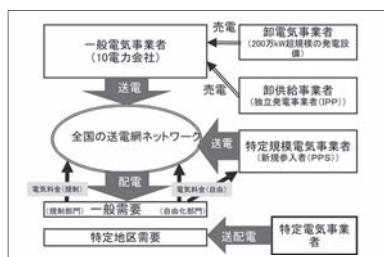 売電
一般電気事業者
(10電力会社)
卸電気事業者
(200万kW超規模の発電設
備)
売電
卸供給事業者
(独立発電事業者(IPP))
送電
全国の送電網ネットワーク
送電
特定規模電気事業者
(新規参入者(PPS))
配電
電気料金(規制)
電気料金(自由)
(規制部門)
一般需要
(自由化部門)
特定地区需要
送配電
特定電気事業
者